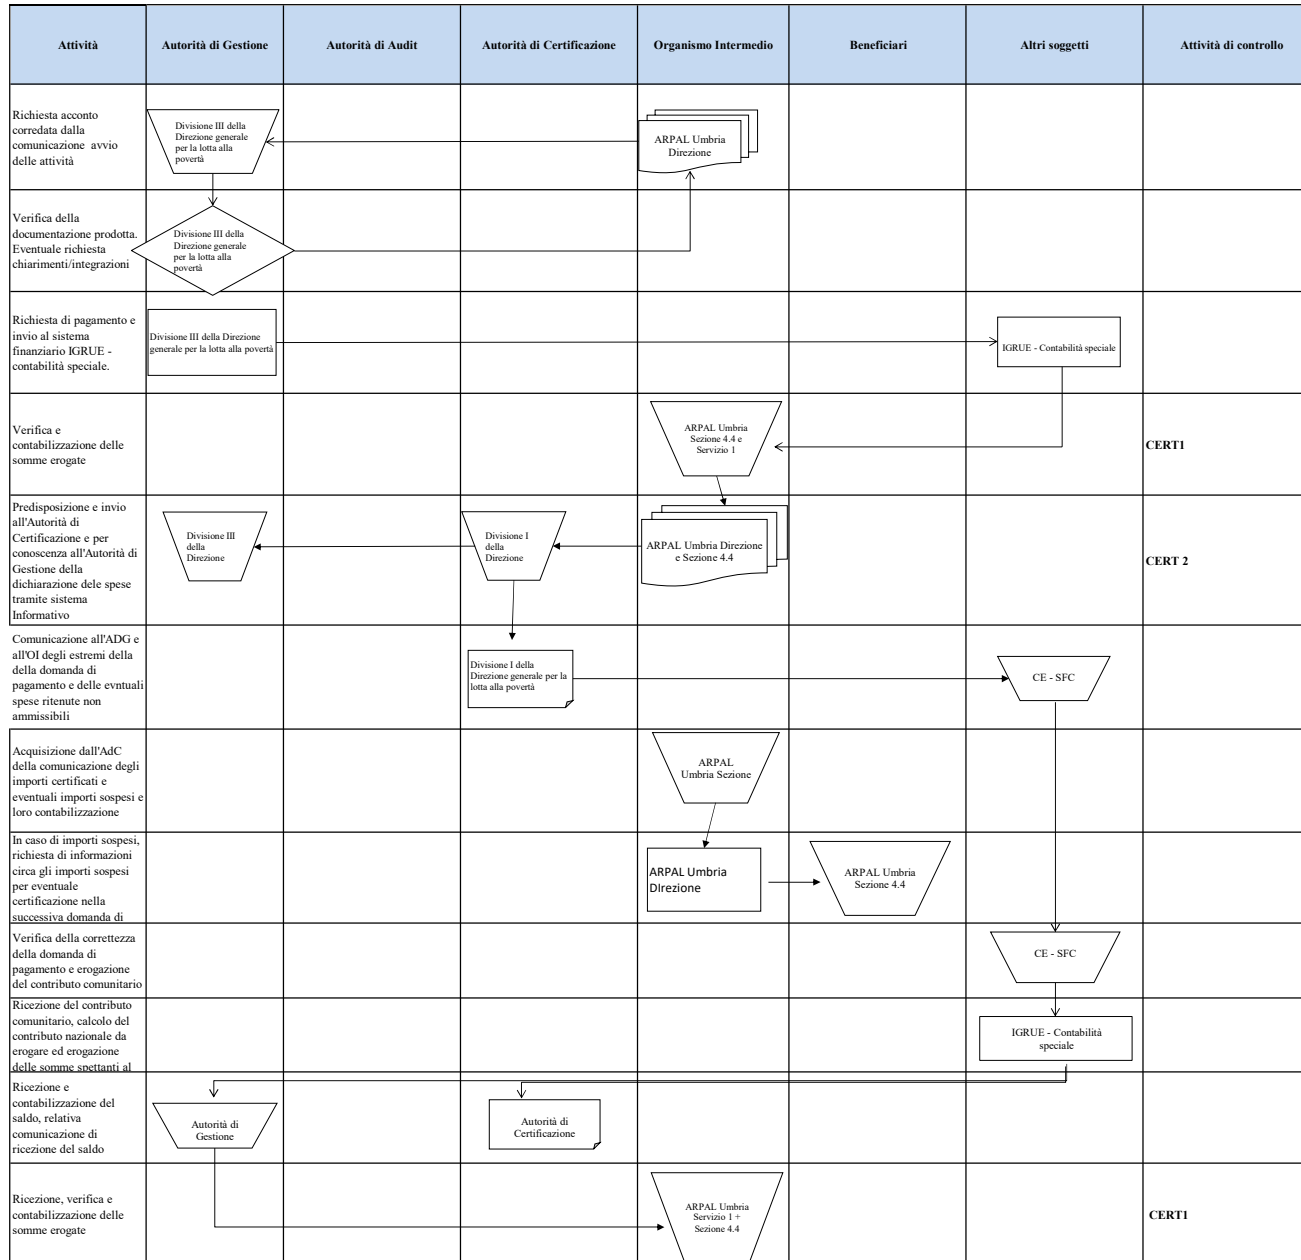 Attività
Autorità di Gestione
Autorità di Audit
Autorità di Certificazione
Organismo Intermedio
Beneficiari
Altri soggetti
Attività di controllo
Richiesta acconto
corredata dalla
comunicazione avvio
delle attività
Divisione III della
Direzione generale
per la lotta alla
povertà
ARPAL Umbria
Direzione
Verifica della
documentazione prodotta.
Eventuale richiesta
chiarimenti/integrazioni
Divisione III della
Direzione generale
per la lotta alla
povertà
Richiesta di pagamento e
invio al sistema
finanziario IGRUE -
contabilità speciale.
Divisione III della Direzione
generale per la lotta alla povertà
IGRUE - Contabilità speciale
Verifica e
contabilizzazione delle
somme erogate
ARPAL Umbria
Sezione 4.4 e
Servizio 1
CERT1
Predisposizione e invio
all'Autorità di
Certificazione e per
conoscenza all'Autorità di
Gestione della
dichiarazione dele spese
tramite sistema
Informativo
Divisione III
della
Direzione
Divisione I
della
Direzione
ARPAL Umbria Direzione
e Sezione 4.4
CERT 2
Comunicazione all'ADG e
all'OI degli estremi della
della domanda di
pagamento e delle evntuali
spese ritenute non
ammissibili
Divisione I della
Direzione generale per la
lotta alla povertà
CE - SFC
Acquisizione dall'AdC
della comunicazione degli
importi certificati e
eventuali importi sospesi e
loro contabilizzazione
ARPAL
Umbria Sezione
In caso di importi sospesi,
richiesta di informazioni
circa gli importi sospesi
per eventuale
certificazione nella
successiva domanda di
ARPAL Umbria
DIrezione
ARPAL Umbria
Sezione 4.4
Verifica della correttezza
della domanda di
pagamento e erogazione
del contributo comunitario
CE - SFC
Ricezione del contributo
comunitario, calcolo del
contributo nazionale da
erogare ed erogazione
delle somme spettanti al
IGRUE - Contabilità
speciale
Ricezione e
contabilizzazione del
saldo, relativa
comunicazione di
ricezione del saldo
Autorità di
Gestione
Autorità di
Certificazione
Ricezione, verifica e
contabilizzazione delle
somme erogate
ARPAL Umbria
Servizio 1 +
Sezione 4.4
CERT1